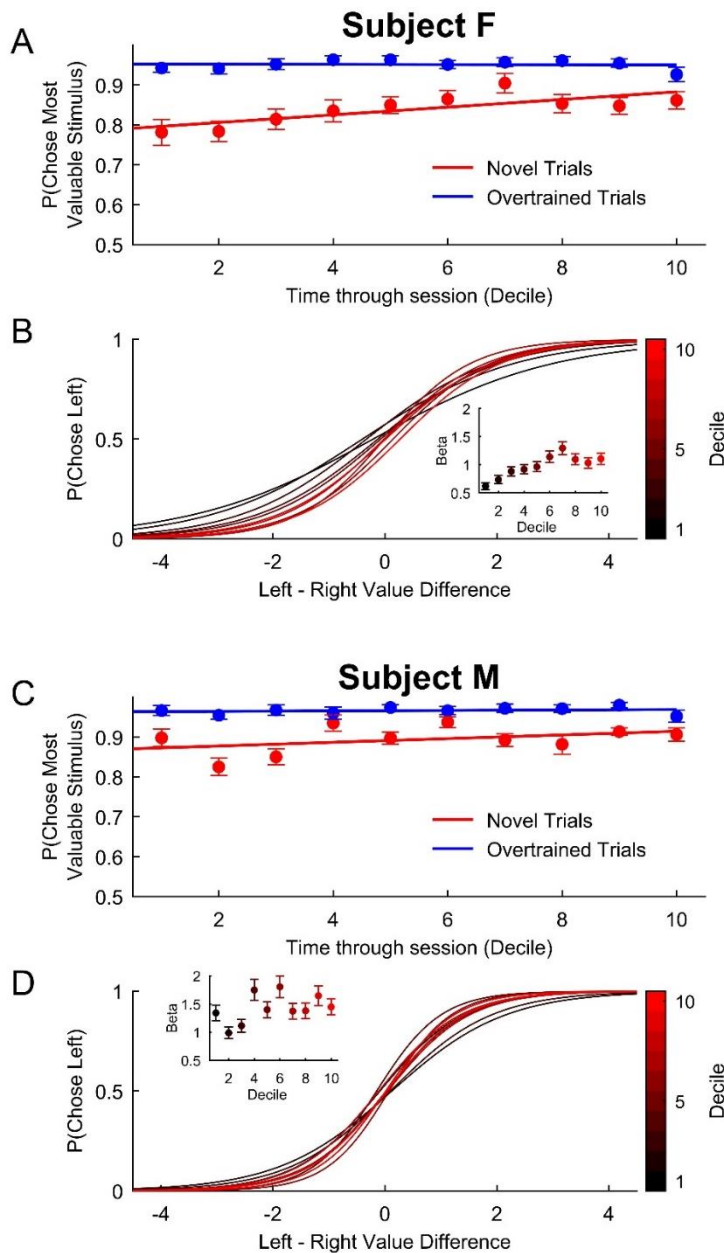 Subject F
A
P(Chose Most
Valuable Stimulus)
0.9
0.8
0.7
0.6
0.5
Novel Trials
Overtrained Trials
2 4 6 8 10
Time through session (Decile)
B
P(Chose Left)
1
0.5
0
Beta
2
1.5
1
0.5
2 4 6 8 10
Decile
-4 -2 0 2 4
Left - Right Value Difference
10
5
1
Decile
Subject M
C
P(Chose Most
Valuable Stimulus)
0.9
0.8
0.7
0.6
0.5
Novel Trials
Overtrained Trials
2 4 6 8 10
Time through session (Decile)
D
P(Chose Left)
1
0.5
0
Beta
2
1.5
1
0.5
2 4 6 8 10
Decile
-4 -2 0 2 4
Left - Right Value Difference
10
5
1
Decile